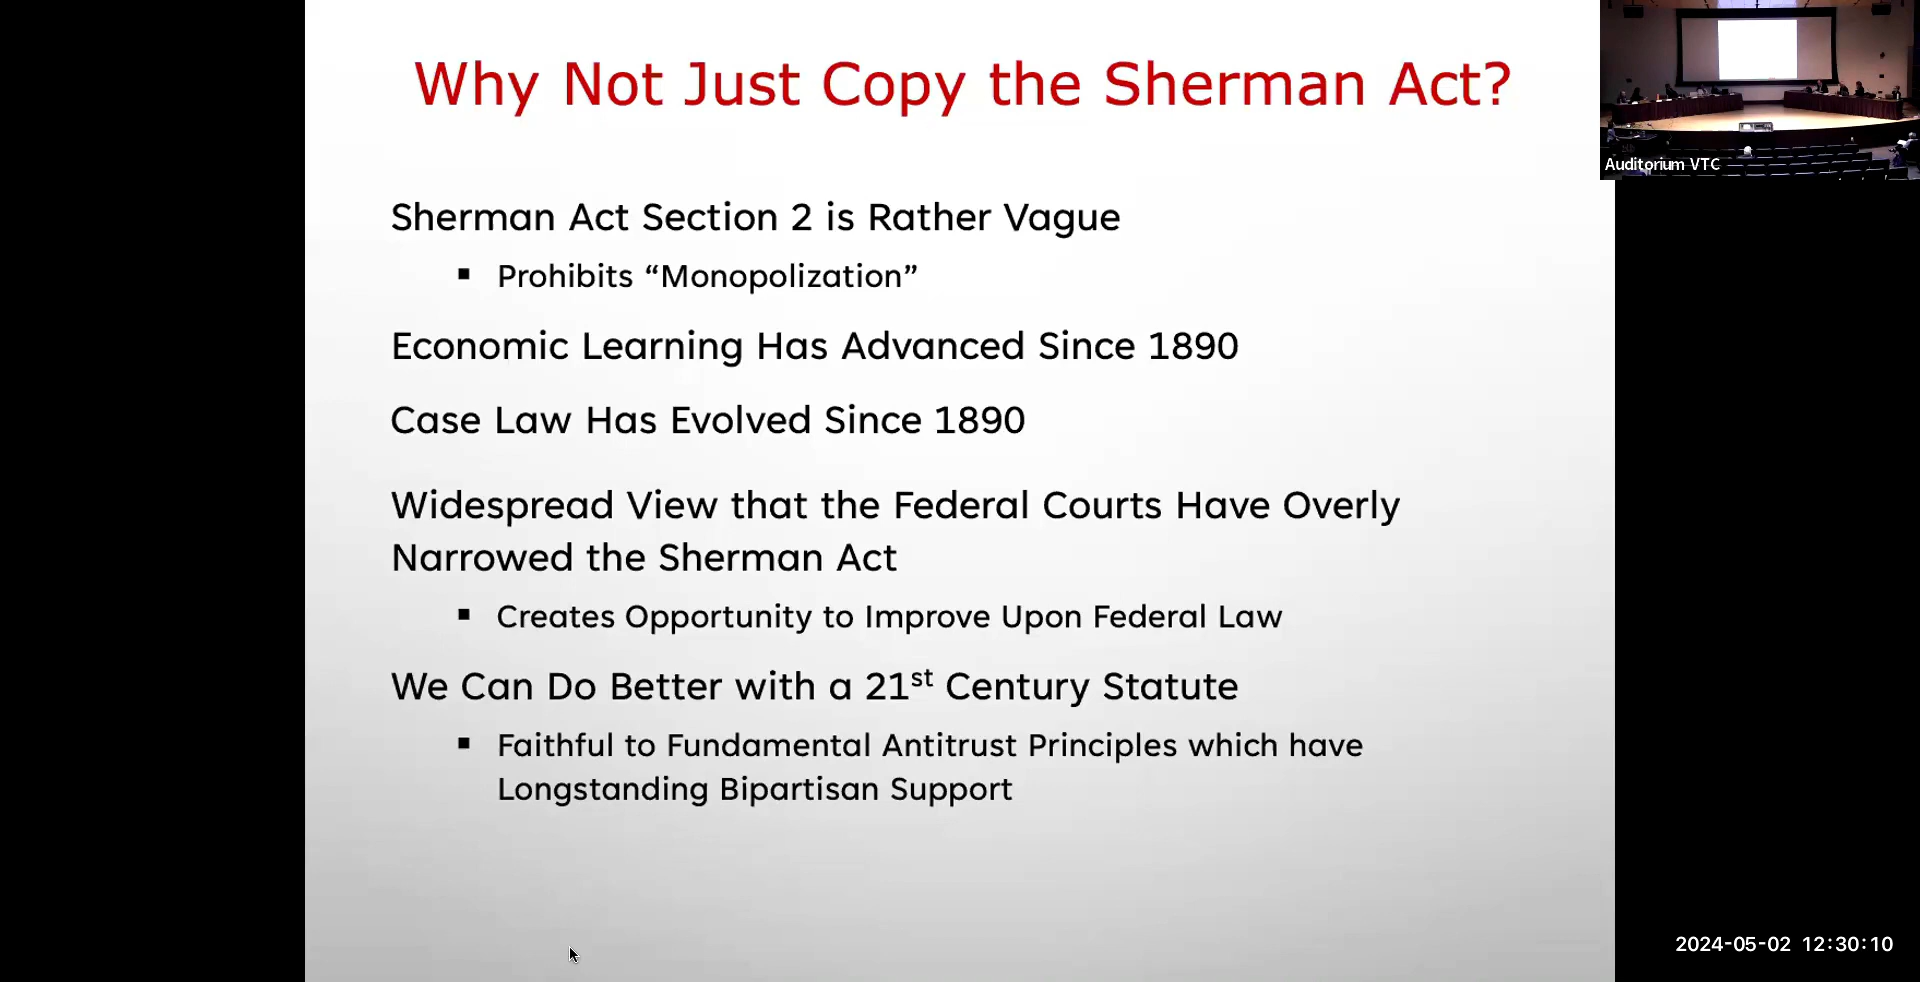 Why Not Just Copy the Sherman Act?
Auditorium VTC
Sherman Act Section 2 is Rather Vague
▪ Prohibits “Monopolization”
Economic Learning Has Advanced Since 1890
Case Law Has Evolved Since 1890
Widespread View that the Federal Courts Have Overly
Narrowed the Sherman Act
▪ Creates Opportunity to Improve Upon Federal Law
We Can Do Better with a 21st Century Statute
▪ Faithful to Fundamental Antitrust Principles which have
Longstanding Bipartisan Support
2024-05-02 12:30:10